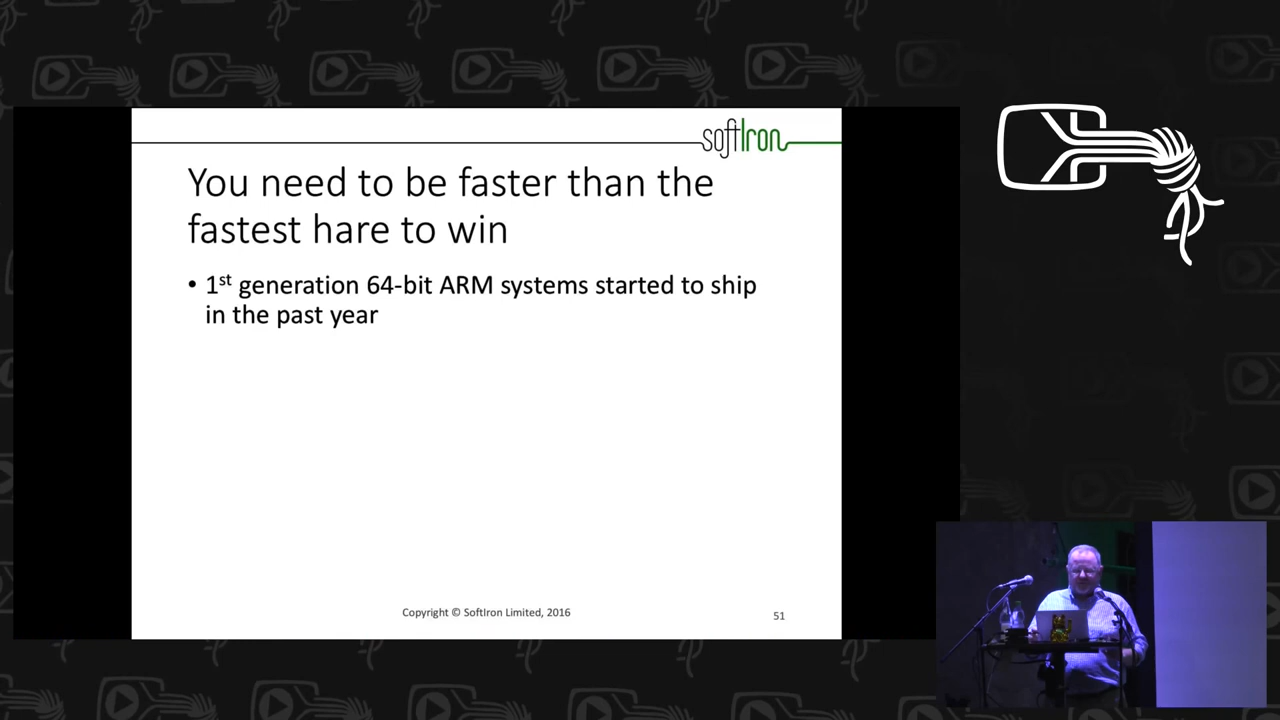 softIron
You need to be faster than the
fastest hare to win
• 1st generation 64-bit ARM systems started to ship
in the past year
Copyright © SoftIron Limited, 2016
51